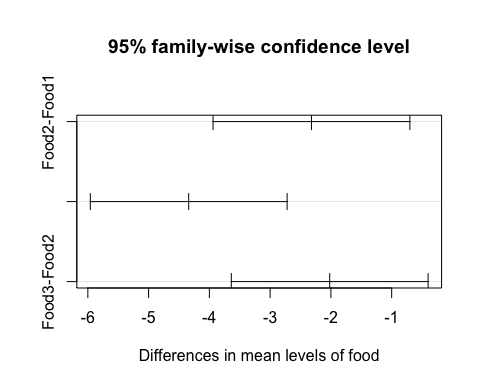 95% family-wise confidence level
Food2-Food1
Food3-Food2
-6 -5 -4 -3 -2 -1
Differences in mean levels of food